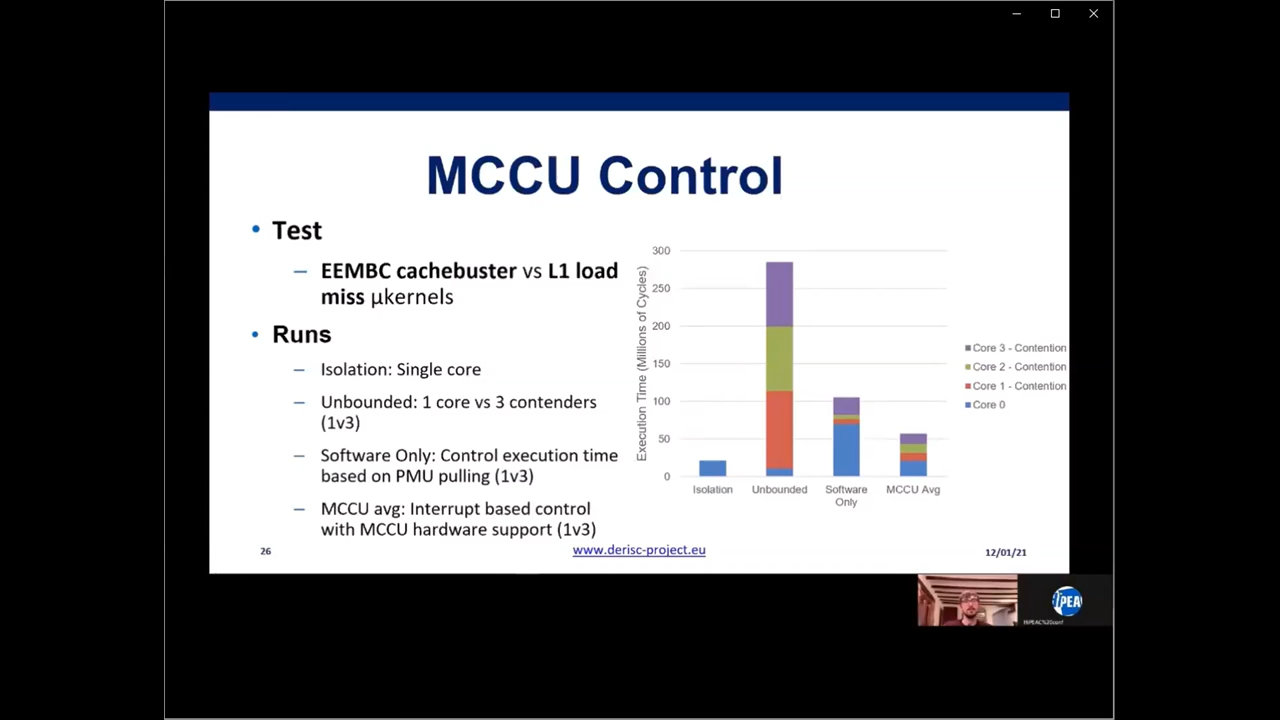 MCCU Control
• Test
– EEMBC cachebuster vs L1 load
miss µkernels
• Runs
– Isolation: Single core
– Unbounded: 1 core vs 3 contenders
(1v3)
– Software Only: Control execution time
based on PMU pulling (1v3)
– MCCU avg: Interrupt based control
with MCCU hardware support (1v3)
Execution Time (Millions of Cycles)
300
250
200
150
100
50
0
Isolation
Unbounded
Software
Only
MCCU Avg
Core 3 - Contention
Core 2 - Contention
Core 1 - Contention
Core 0
26
www.derisc-project.eu
12/01/21